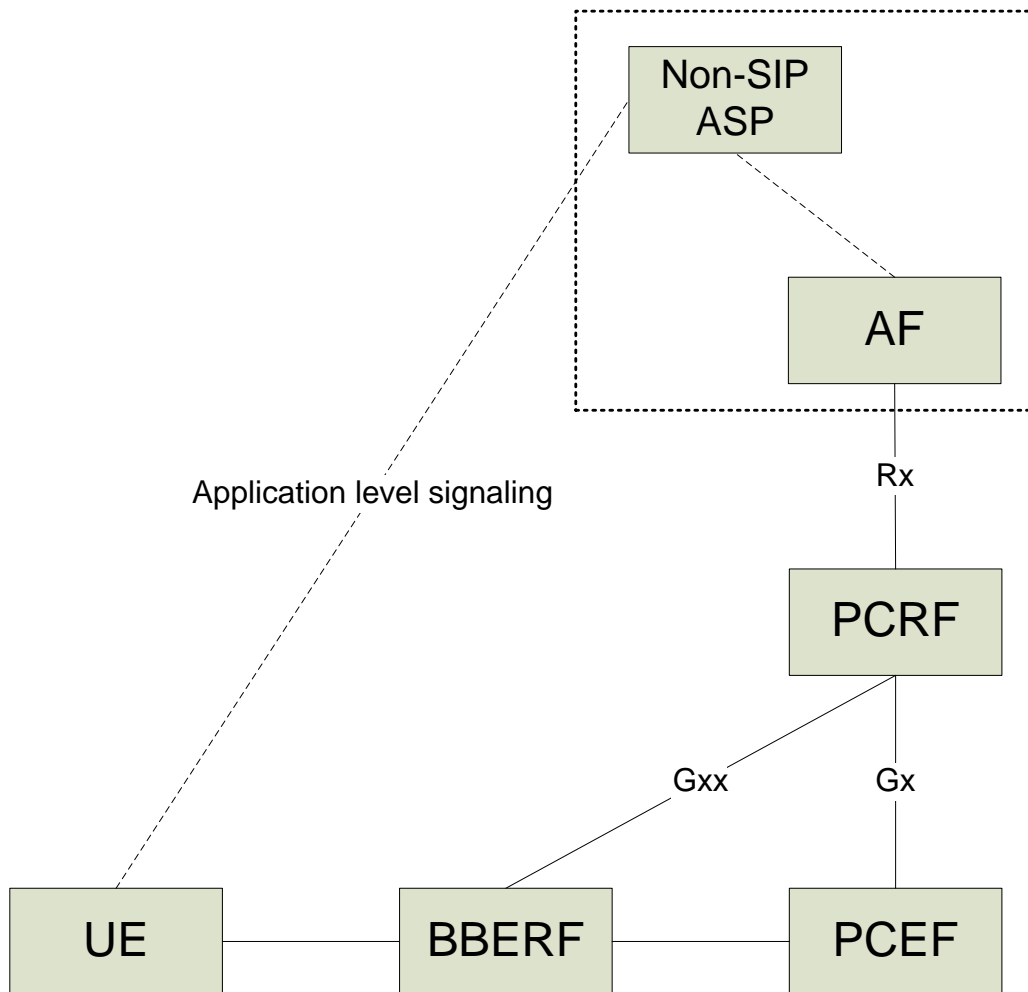 Non-SIP
ASP
AF
Rx
Application level signaling
PCRF
Gxx
Gx
UE
BBERF
PCEF